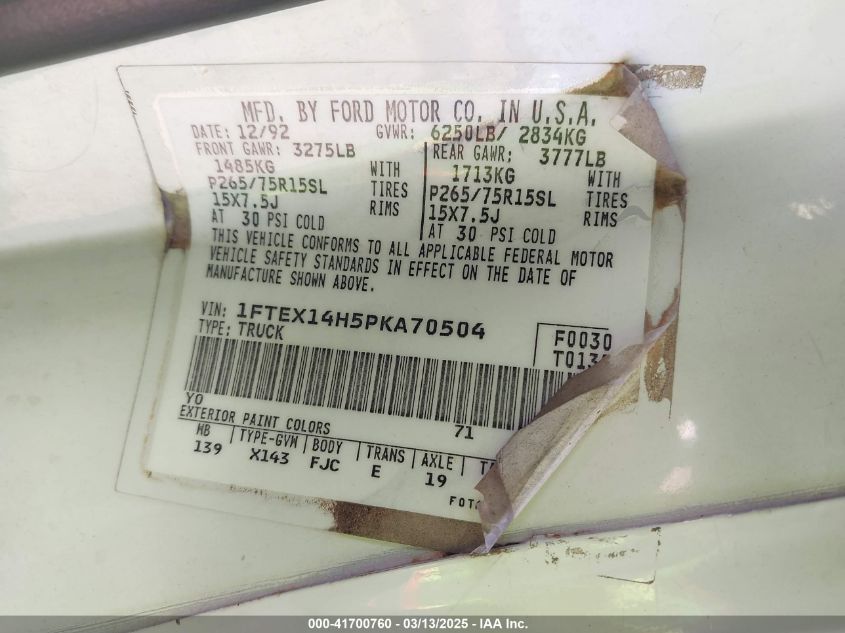 MFD. BY FORD MOTOR CO. IN U.S.A.
DATE: 12/92 GVWR: 6250LB/ 2834KG
FRONT GAWR: 3275LB REAR GAWR: 3777LB
1485KG WITH 1713KG WITH
P265/75R15SL TIRES P265/75R15SL TIRES
15X7.5J RIMS 15X7.5J RIMS
AT 30 PSI COLD AT 30 PSI COLD
THIS VEHICLE CONFORMS TO ALL APPLICABLE FEDERAL MOTOR
VEHICLE SAFETY STANDARDS IN EFFECT ON THE DATE OF
MANUFACTURE SHOWN ABOVE.
VIN: 1FTEX14H5PKA70504
TYPE: TRUCK
F0030
YO 71
EXTERIOR PAINT COLORS
WB TYPE-GVW BODY TRANS AXLE
139 X143 FJC E 19
000-41700760 - 03/13/2025 - IAA Inc.